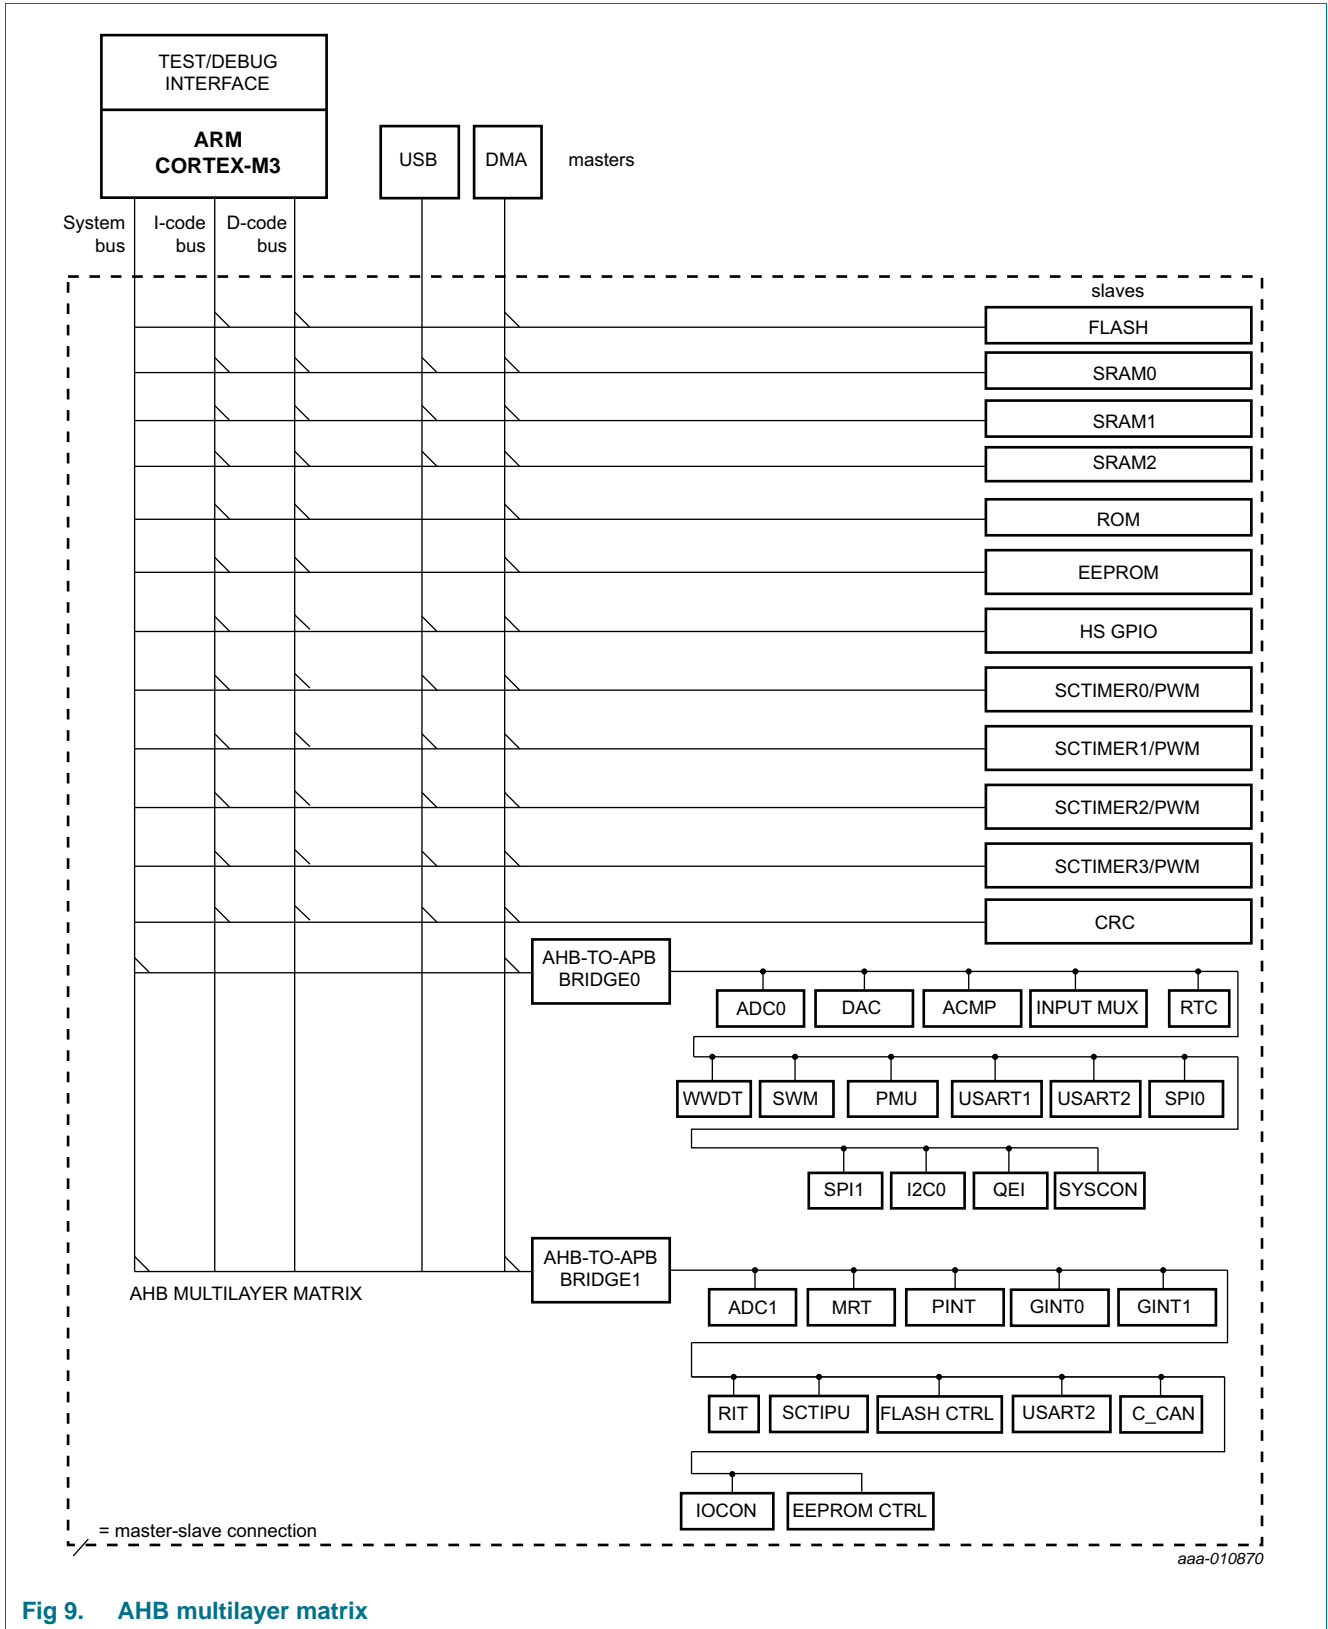 TEST/DEBUG
INTERFACE
ARM
CORTEX-M3
USB
DMA
masters
System
bus
I-code
bus
D-code
bus
slaves
FLASH
SRAM0
SRAM1
SRAM2
ROM
EEPROM
HS GPIO
SCTIMER0/PWM
SCTIMER1/PWM
SCTIMER2/PWM
SCTIMER3/PWM
CRC
AHB-TO-APB
BRIDGE0
ADC0
DAC
ACMP
INPUT MUX
RTC
WWDT
SWM
PMU
USART1
USART2
SPI0
SPI1
I2C0
QEI
SYSCON
AHB-TO-APB
BRIDGE1
AHB MULTILAYER MATRIX
ADC1
MRT
PINT
GINT0
GINT1
RIT
SCTIPU
FLASH CTRL
USART2
C_CAN
IOCON
EEPROM CTRL
= master-slave connection
aaa-010870
Fig 9. AHB multilayer matrix